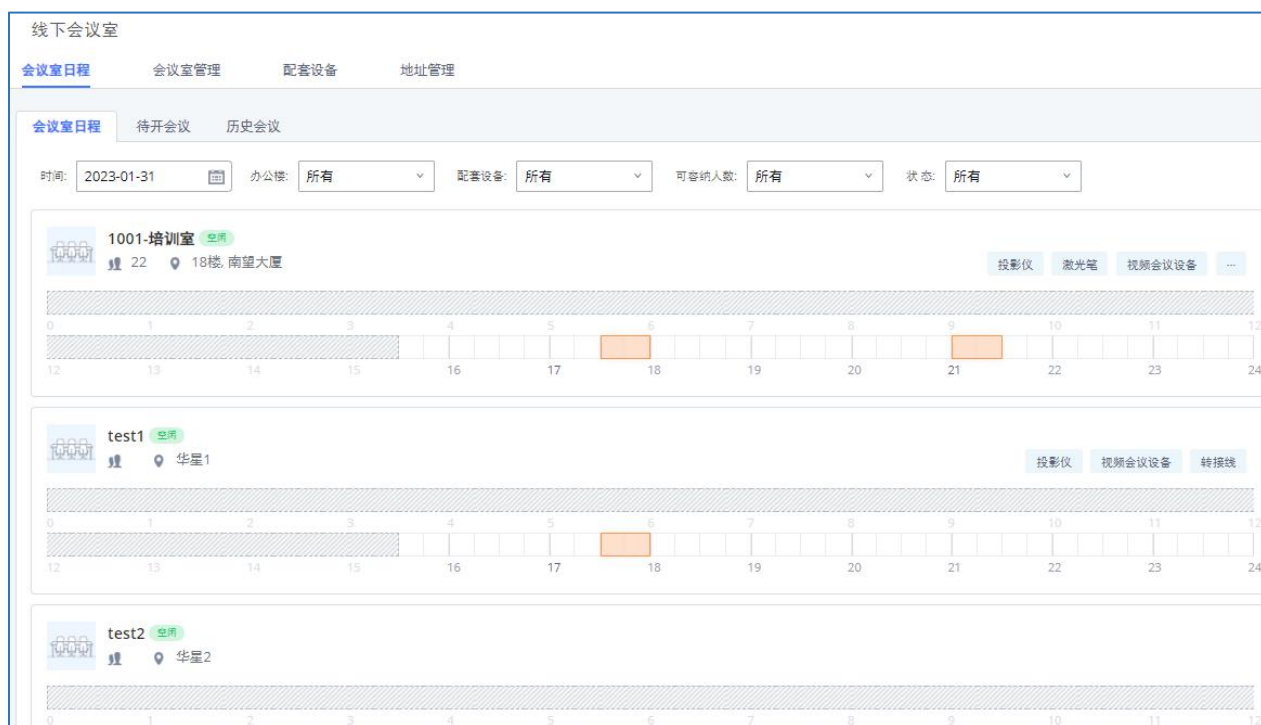 线下会议室
会议室日程 会议室管理 配套设备 地址管理
会议室日程 待开会议 历史会议
时间: 2023-01-31 办公楼: 所有 配套设备: 所有 可容纳人数: 所有 状态: 所有
1001-培训室 空闲
22 18楼, 南望大厦
投影仪 激光笔 视频会议设备 ...
0 1 2 3 4 5 6 7 8 9 10 11 12
12 13 14 15 16 17 18 19 20 21 22 23 24
test1 空闲
华星1
投影仪 视频会议设备 转接线
0 1 2 3 4 5 6 7 8 9 10 11 12
12 13 14 15 16 17 18 19 20 21 22 23 24
test2 空闲
华星2
0 1 2 3 4 5 6 7 8 9 10 11 12